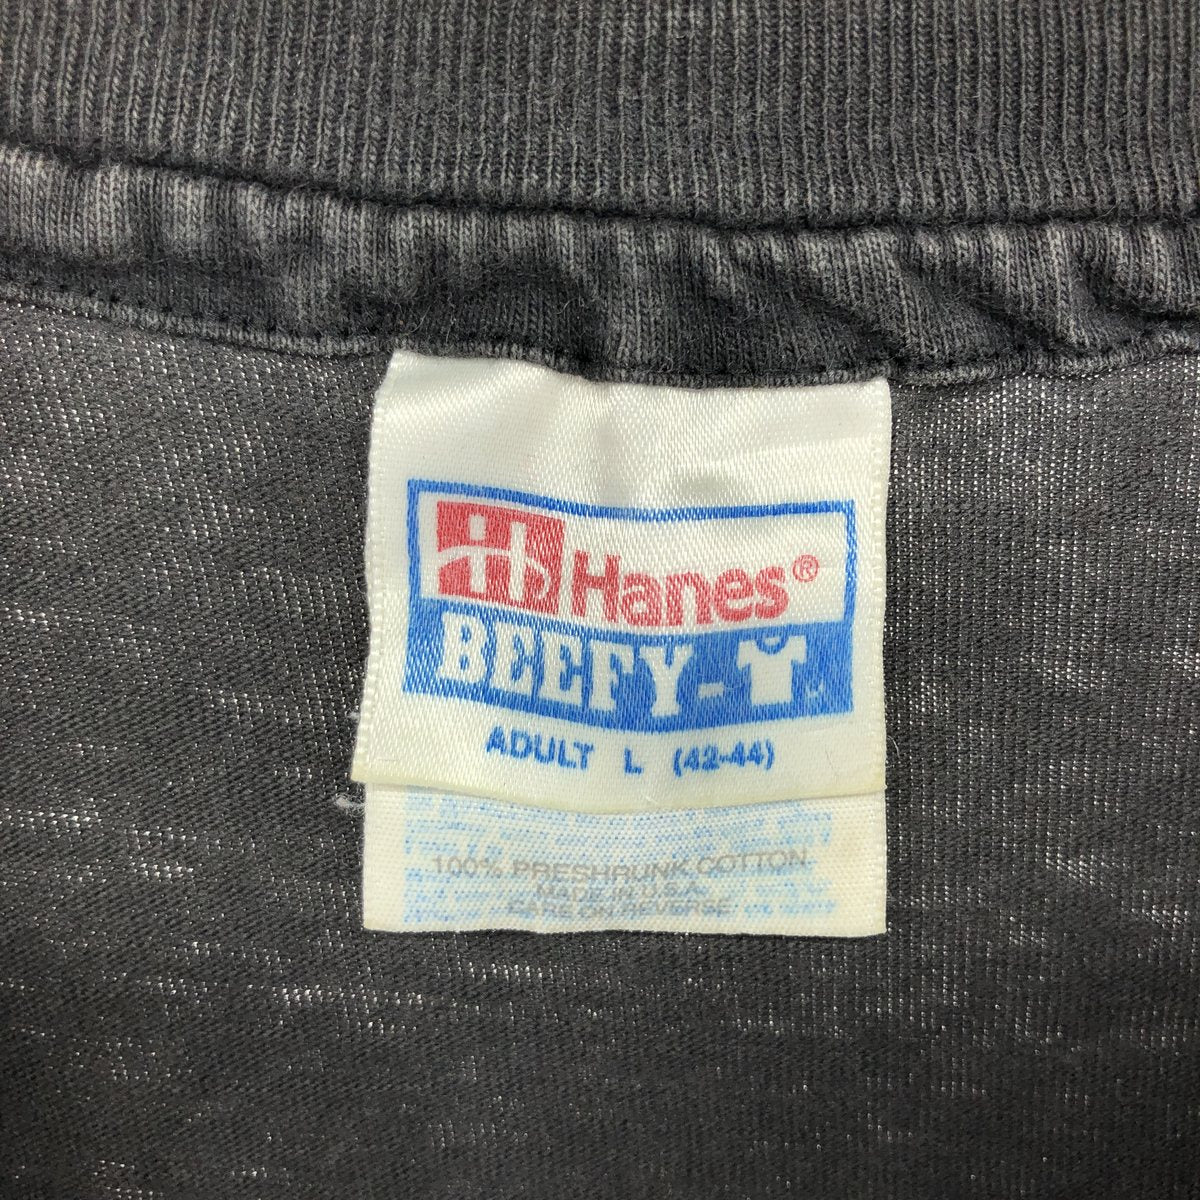 Hanes®
BEEFY-T
ADULT L (42-44)
100% PRESHRUNK COTTON
MADE IN U.S.A.
CARE ON REVERSE